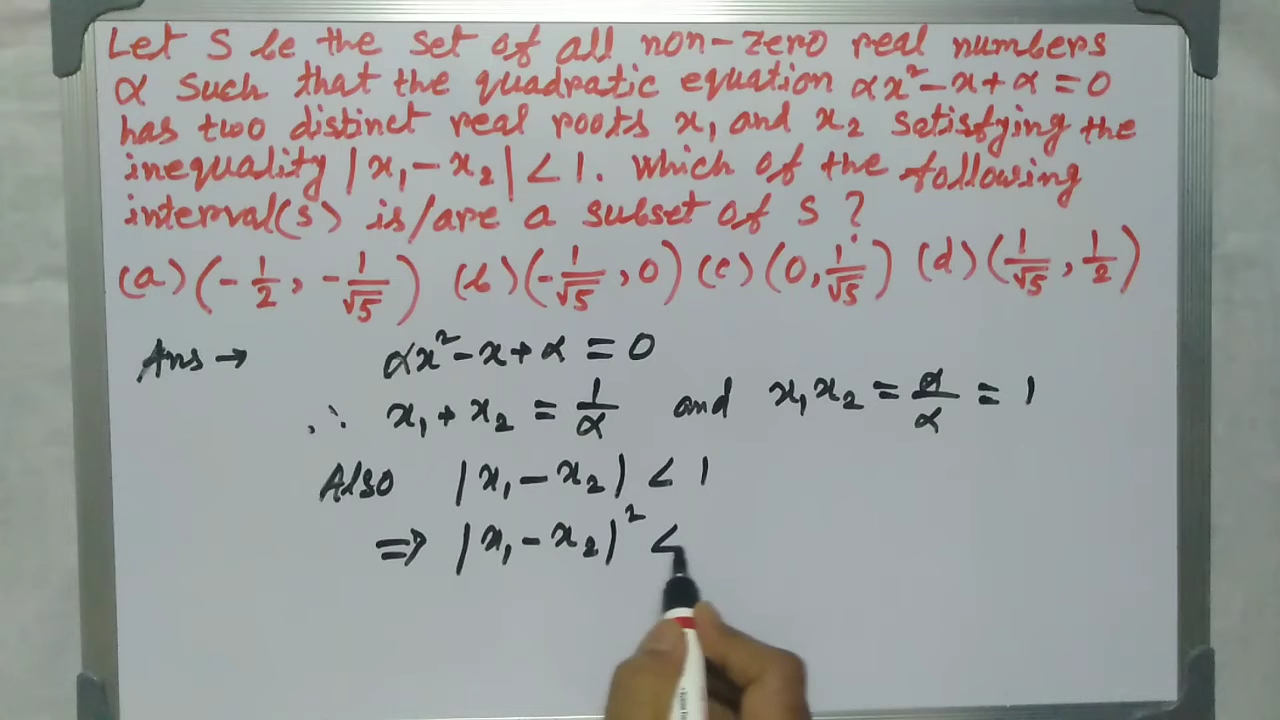 Let S be the set of all non-zero real numbers
α such that the quadratic equation αx²-x+α=0
has two distinct real roots x₁ and x₂ satisfying the
inequality |x₁-x₂|<1. which of the following
interval(s) is/are a subset of S?
(a) (-1/2, -1/√5) (b) (-1/√5, 0) (c) (0, 1/√5) (d) (1/√5, 1/2)
Ans → αx²-x+α=0
∴ x₁+x₂ = 1/α and x₁x₂ = α/α = 1
Also |x₁-x₂| < 1
⇒ |x₁-x₂|² <